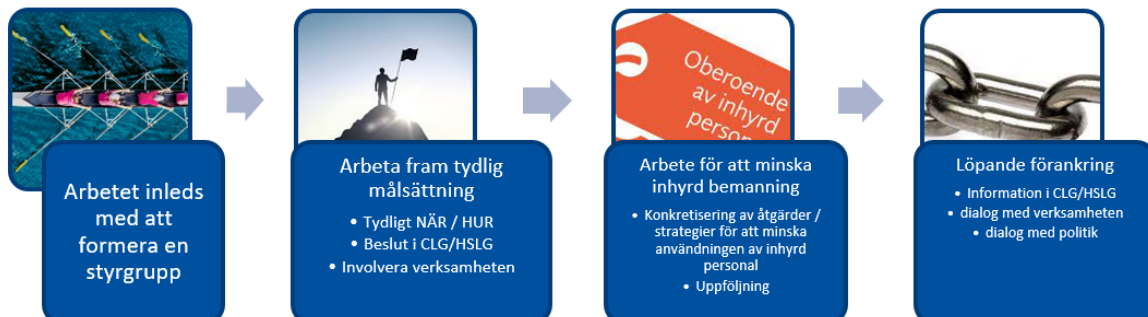 Arbetet inleds
med att
formera en
styrgrupp
Arbeta fram tydlig
målsättning
• Tydligt NÄR / HUR
• Beslut i CLG/HSLG
• Involvera verksamheten
Oberoende
av inhyrd
personal
Arbete för att minska
inhyrd bemanning
• Konkretisering av åtgärder /
strategier för att minska
användningen av inhyrd
personal
• Uppföljning
Löpande förankring
• Information i CLG/HSLG
• dialog med verksamheten
• dialog med politik